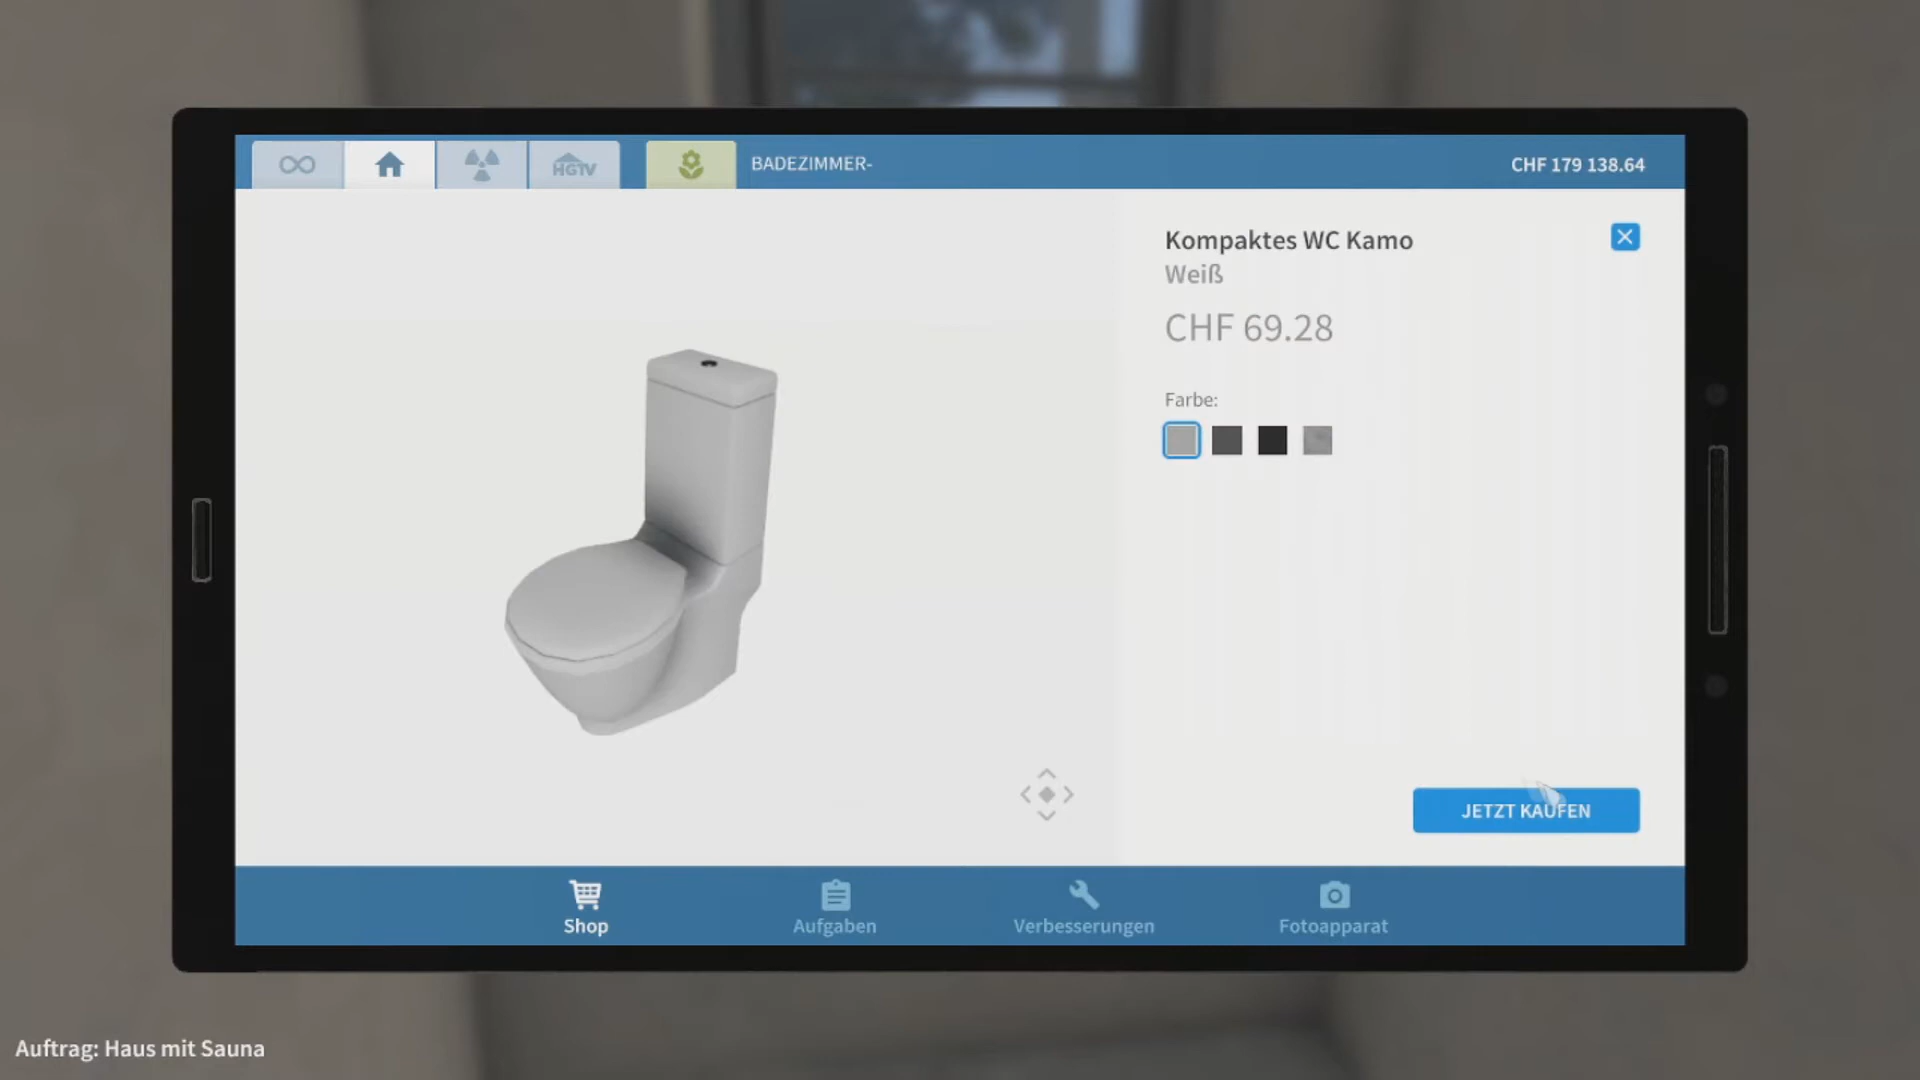 HGTV
BADEZIMMER-
CHF 179 138.64
Kompaktes WC Kamo
Weiß
CHF 69.28
Farbe:
JETZT KAUFEN
Shop
Aufgaben
Verbesserungen
Fotoapparat
Auftrag: Haus mit Sauna